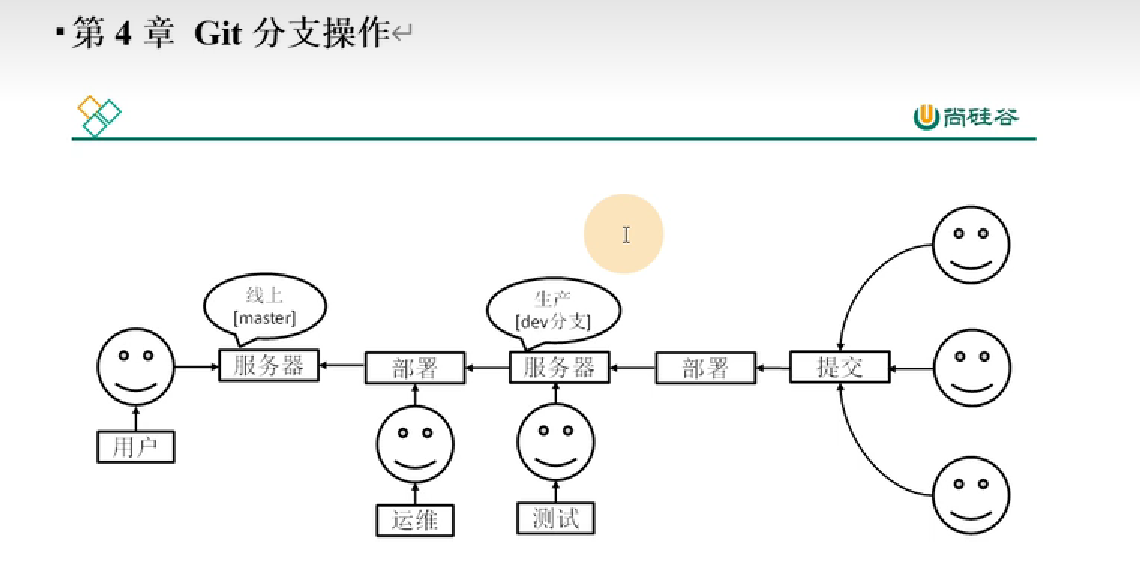 ▪第 4 章 Git 分支操作↵
尚硅谷
线上
[master]
生产
[dev分支]
服务器
部署
服务器
部署
提交
用户
运维
测试